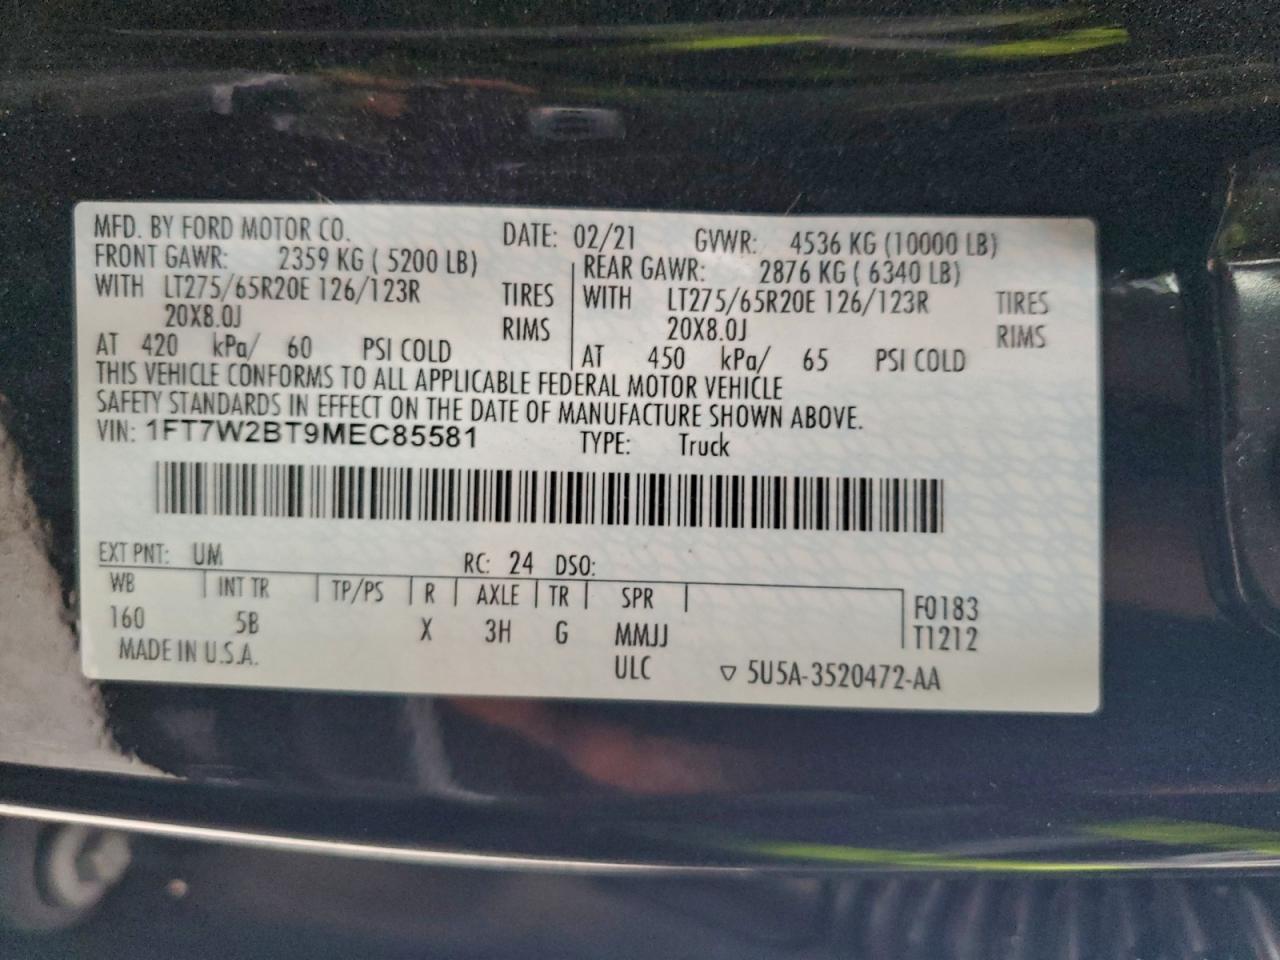 MFD. BY FORD MOTOR CO. DATE: 02/21 GVWR: 4536 KG (10000 LB)
FRONT GAWR: 2359 KG ( 5200 LB) REAR GAWR: 2876 KG ( 6340 LB)
WITH LT275/65R20E 126/123R TIRES WITH LT275/65R20E 126/123R TIRES
20X8.0J RIMS 20X8.0J RIMS
AT 420 kPa/ 60 PSI COLD AT 450 kPa/ 65 PSI COLD
THIS VEHICLE CONFORMS TO ALL APPLICABLE FEDERAL MOTOR VEHICLE
SAFETY STANDARDS IN EFFECT ON THE DATE OF MANUFACTURE SHOWN ABOVE.
VIN: 1FT7W2BT9MEC85581 TYPE: Truck
EXT PNT: UM RC: 24 DSO:
WB INT TR TP/PS R AXLE TR SPR F0183
160 5B X 3H G MMJJ T1212
MADE IN U.S.A. ULC ▽ 5U5A-3520472-AA